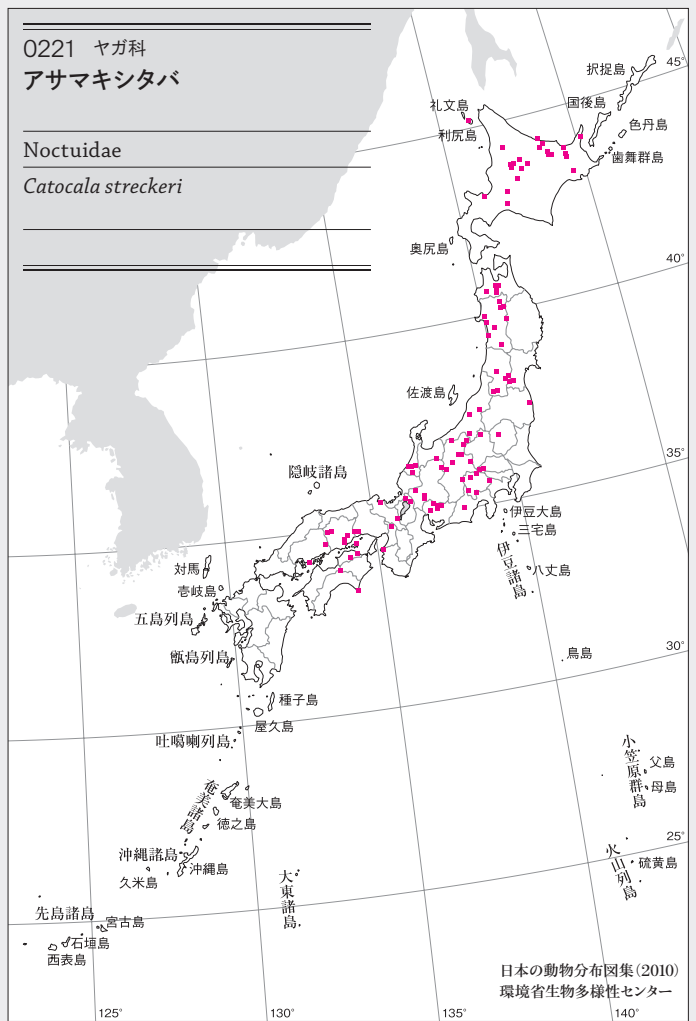 0221 ヤガ科
アサマキシタバ
Noctuidae
Catocala streckeri
45°
択捉島
礼文島
国後島
利尻島
色丹島
歯舞群島
奥尻島
40°
佐渡島
35°
隠岐諸島
伊豆大島
三宅島
伊豆諸島
八丈島
対馬
壱岐島
五島列島
甑島列島
鳥島
30°
種子島
屋久島
吐噶喇列島
小笠原群島
父島
母島
奄美諸島
奄美大島
徳之島
25°
沖縄諸島
沖縄島
久米島
火山列島
硫黄島
大東諸島
先島諸島
宮古島
石垣島
西表島
日本の動物分布図集(2010)
環境省生物多様性センター
125°
130°
135°
140°